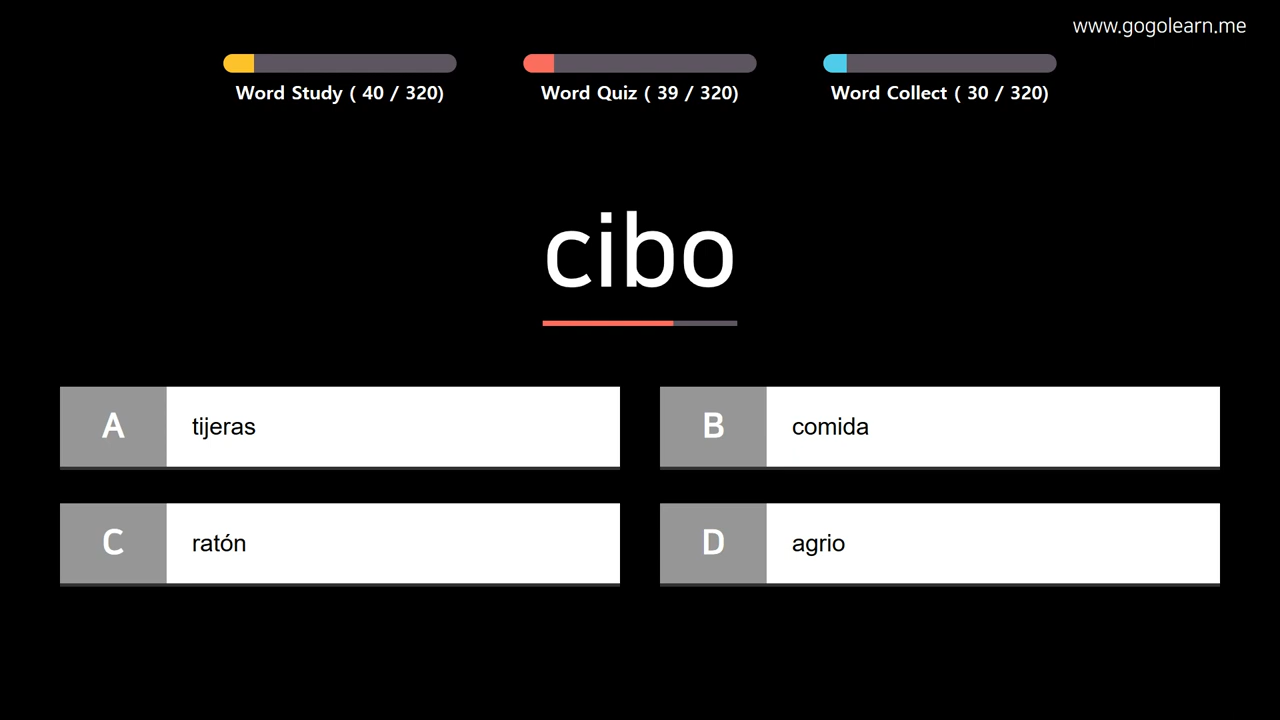 www.gogolearn.me
Word Study ( 40 / 320)
Word Quiz ( 39 / 320)
Word Collect ( 30 / 320)
cibo
A tijeras
B comida
C ratón
D agrio